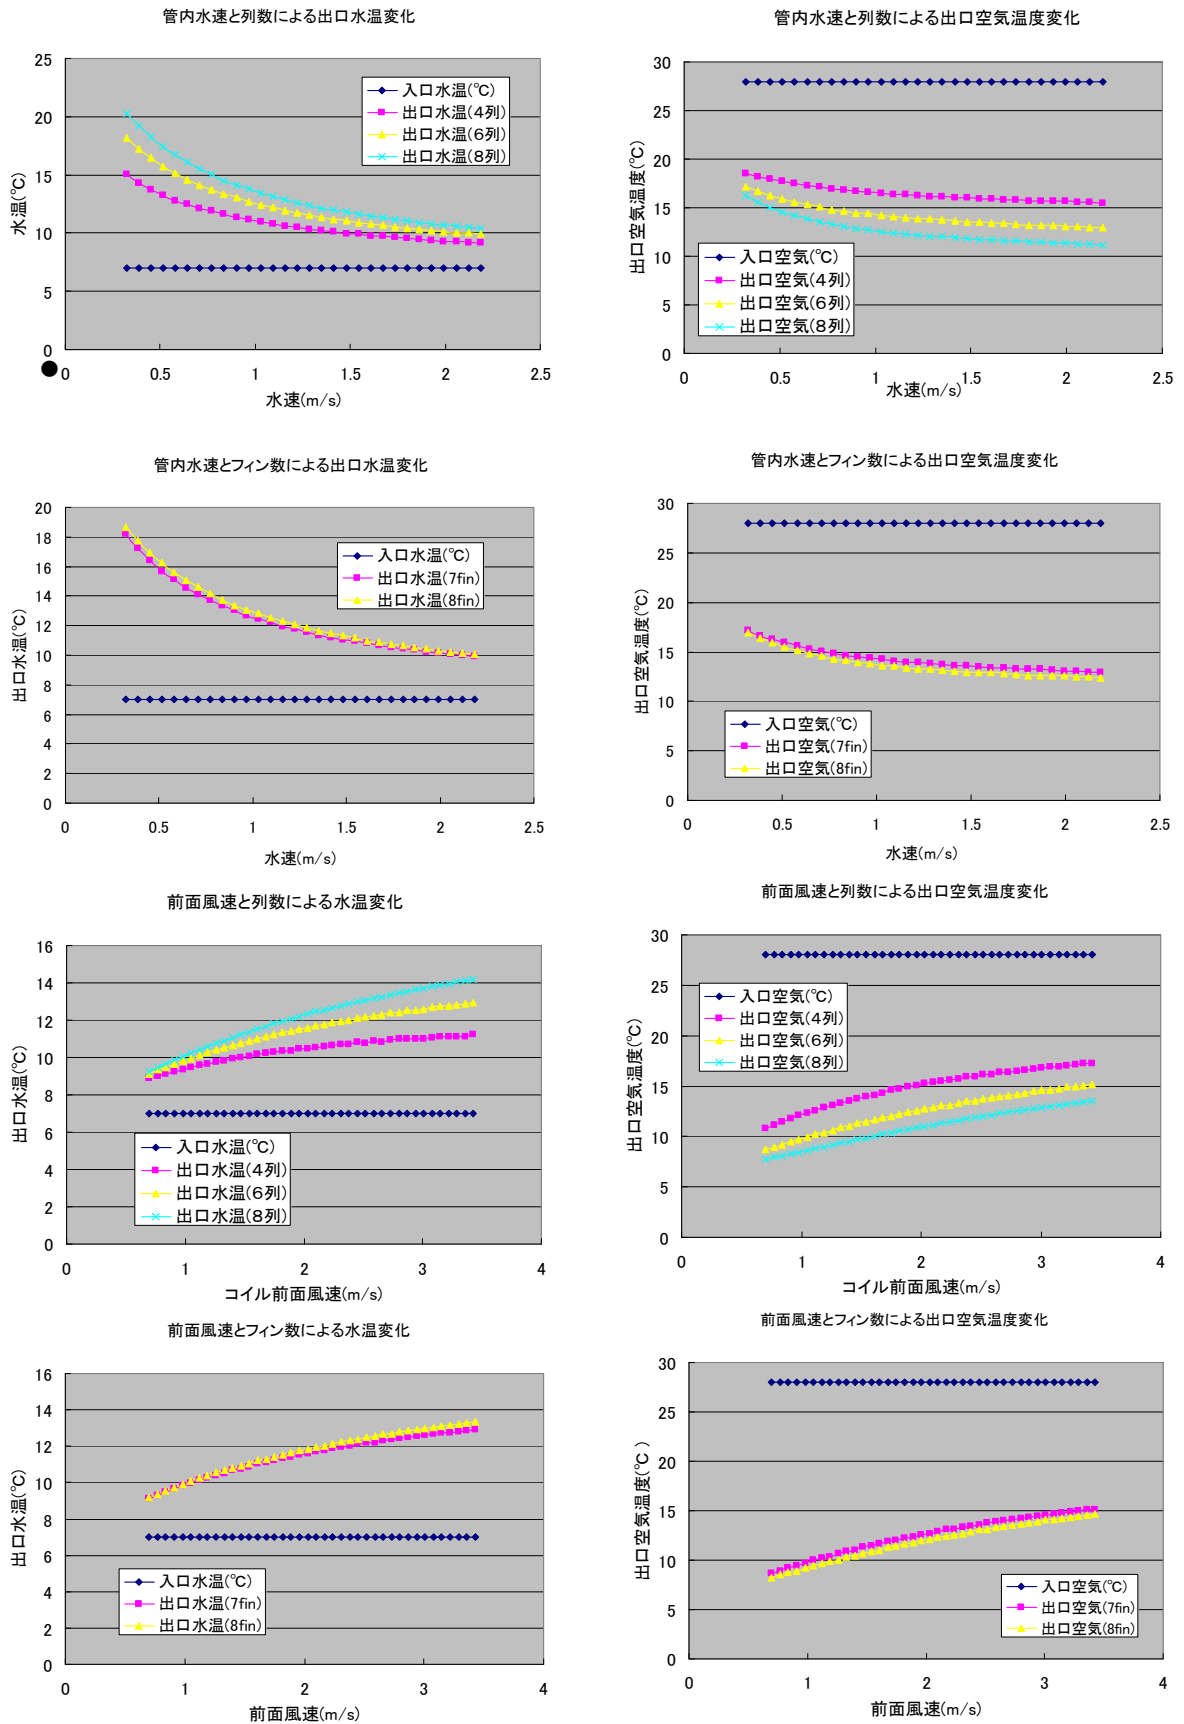 管内水速と列数による出口水温変化
25
20
15
10
5
0
水温(℃)
入口水温(℃)
出口水温(4列)
出口水温(6列)
出口水温(8列)
0 0.5 1 1.5 2 2.5
水速(m/s)
管内水速と列数による出口空気温度変化
30
25
20
15
10
5
0
出口空気温度(℃)
入口空気(℃)
出口空気(4列)
出口空気(6列)
出口空気(8列)
0 0.5 1 1.5 2 2.5
水速(m/s)
管内水速とフィン数による出口水温変化
20
18
16
14
12
10
8
6
4
2
0
出口水温(℃)
入口水温(℃)
出口水温(7fin)
出口水温(8fin)
0 0.5 1 1.5 2 2.5
水速(m/s)
管内水速とフィン数による出口空気温度変化
30
25
20
15
10
5
0
出口空気温度(℃)
入口空気(℃)
出口空気(7fin)
出口空気(8fin)
0 0.5 1 1.5 2 2.5
水速(m/s)
前面風速と列数による水温変化
16
14
12
10
8
6
4
2
0
出口水温(℃)
入口水温(℃)
出口水温(4列)
出口水温(6列)
出口水温(8列)
0 1 2 3 4
コイル前面風速(m/s)
前面風速と列数による出口空気温度変化
30
25
20
15
10
5
0
出口空気温度(℃)
入口空気(℃)
出口空気(4列)
出口空気(6列)
出口空気(8列)
0 1 2 3 4
コイル前面風速(m/s)
前面風速とフィン数による水温変化
16
14
12
10
8
6
4
2
0
出口水温(℃)
入口水温(℃)
出口水温(7fin)
出口水温(8fin)
0 1 2 3 4
前面風速(m/s)
前面風速とフィン数による出口空気温度変化
30
25
20
15
10
5
0
出口空気温度(℃)
入口空気(℃)
出口空気(7fin)
出口空気(8fin)
0 1 2 3 4
前面風速(m/s)